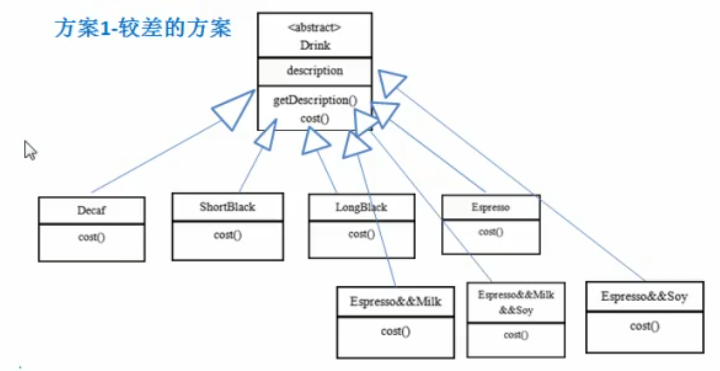 方案1-较差的方案
<abstract>
Drink
description
getDescription()
cost()
Decaf
cost()
ShortBlack
cost()
LongBlack
cost()
Espresso
cost()
Espresso&&Milk
cost()
Espresso&&Milk
&&Soy
cost()
Espresso&&Soy
cost()